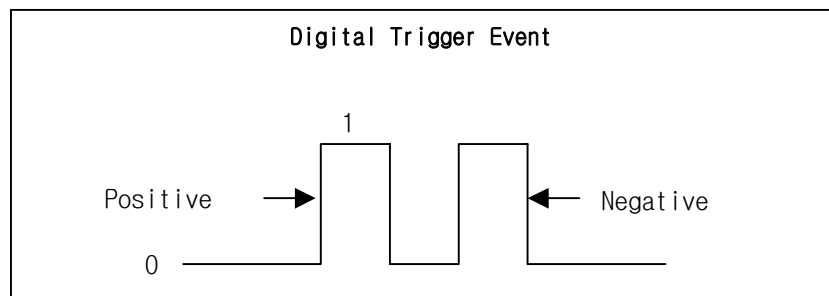 Digital Trigger Event
1
Positive
Negative
0